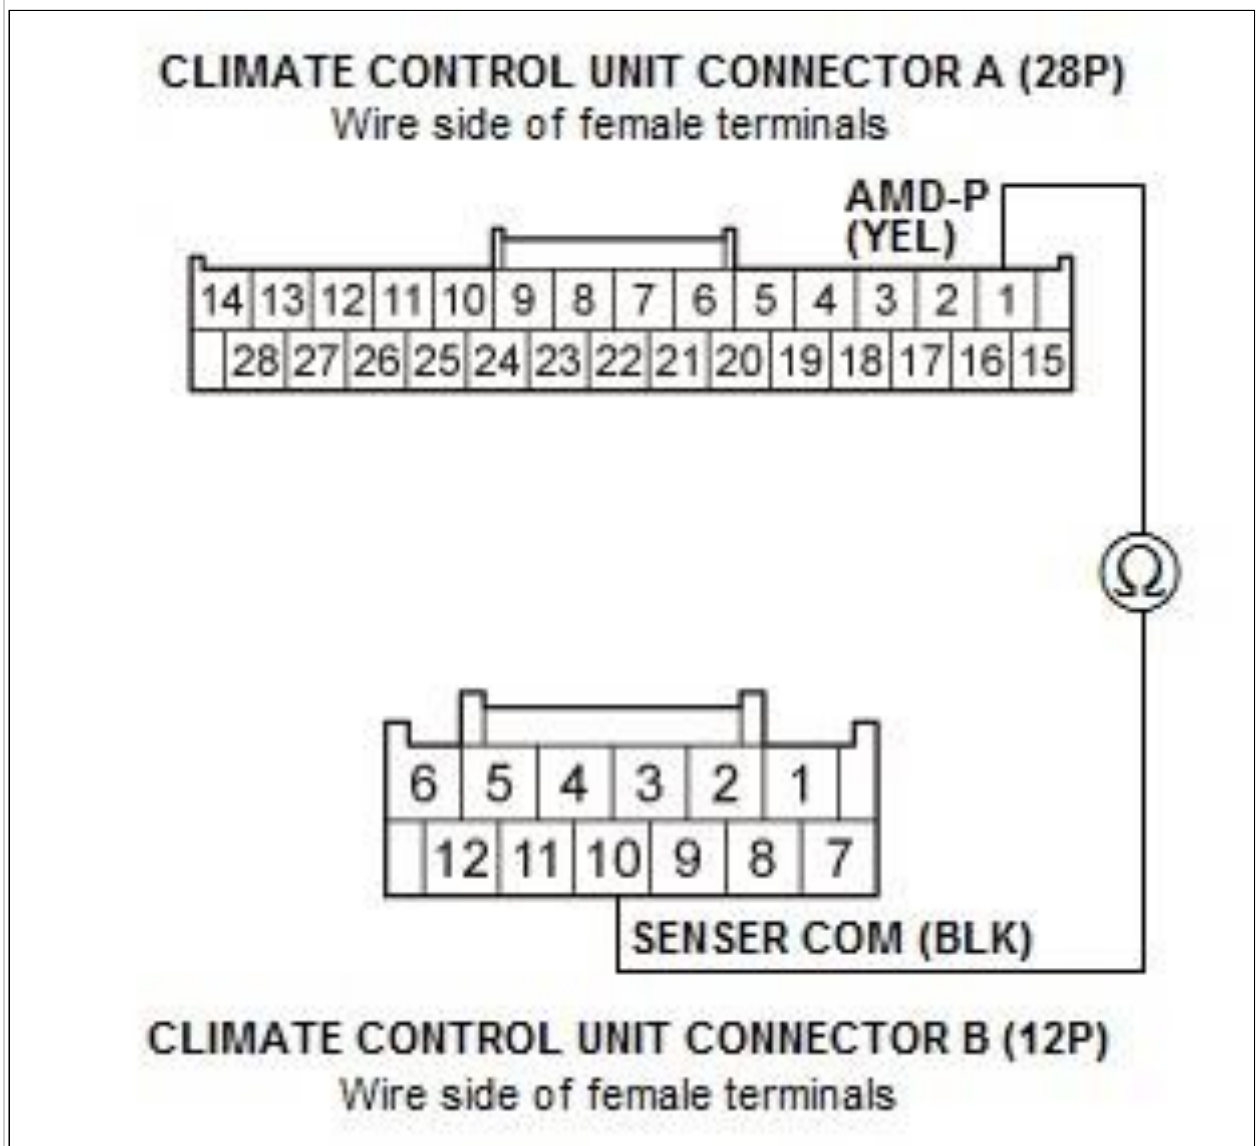 CLIMATE CONTROL UNIT CONNECTOR A (28P)
Wire side of female terminals
AMD-P
(YEL)
14 13 12 11 10 9 8 7 6 5 4 3 2 1
28 27 26 25 24 23 22 21 20 19 18 17 16 15
Ω
6 5 4 3 2 1
12 11 10 9 8 7
SENSER COM (BLK)
CLIMATE CONTROL UNIT CONNECTOR B (12P)
Wire side of female terminals